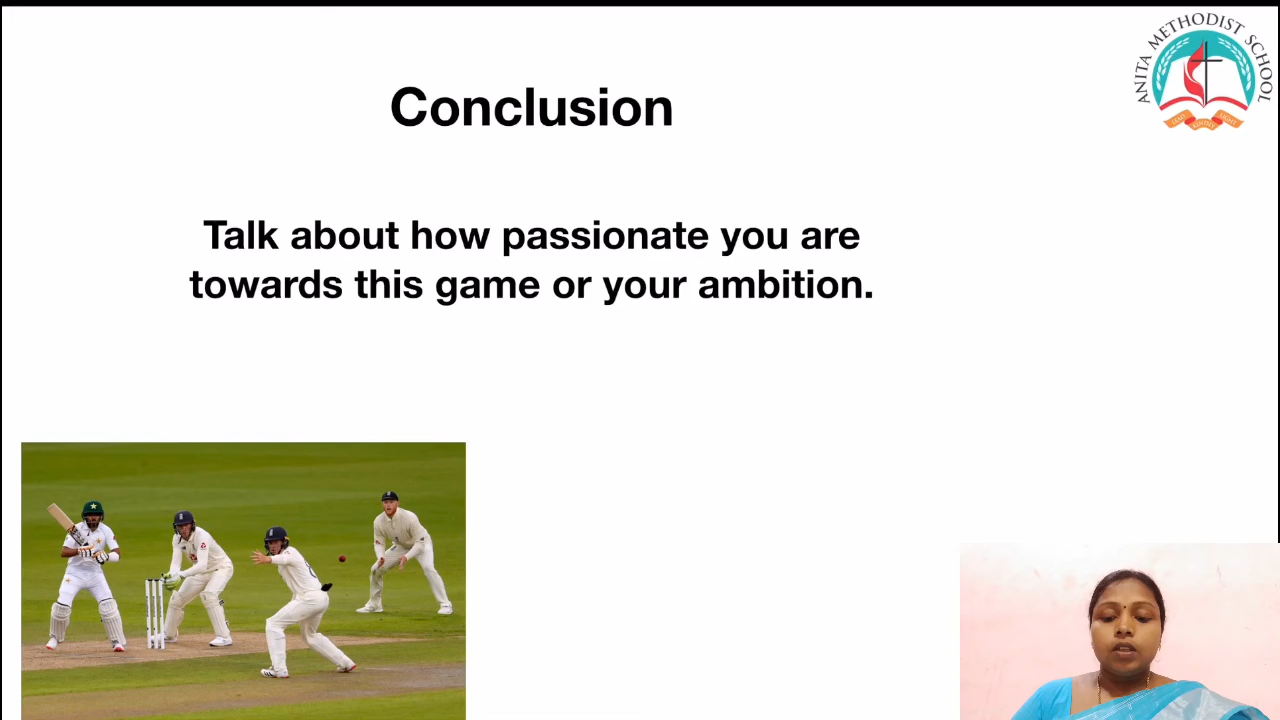 ANITA METHODIST SCHOOL
Conclusion
Talk about how passionate you are
towards this game or your ambition.